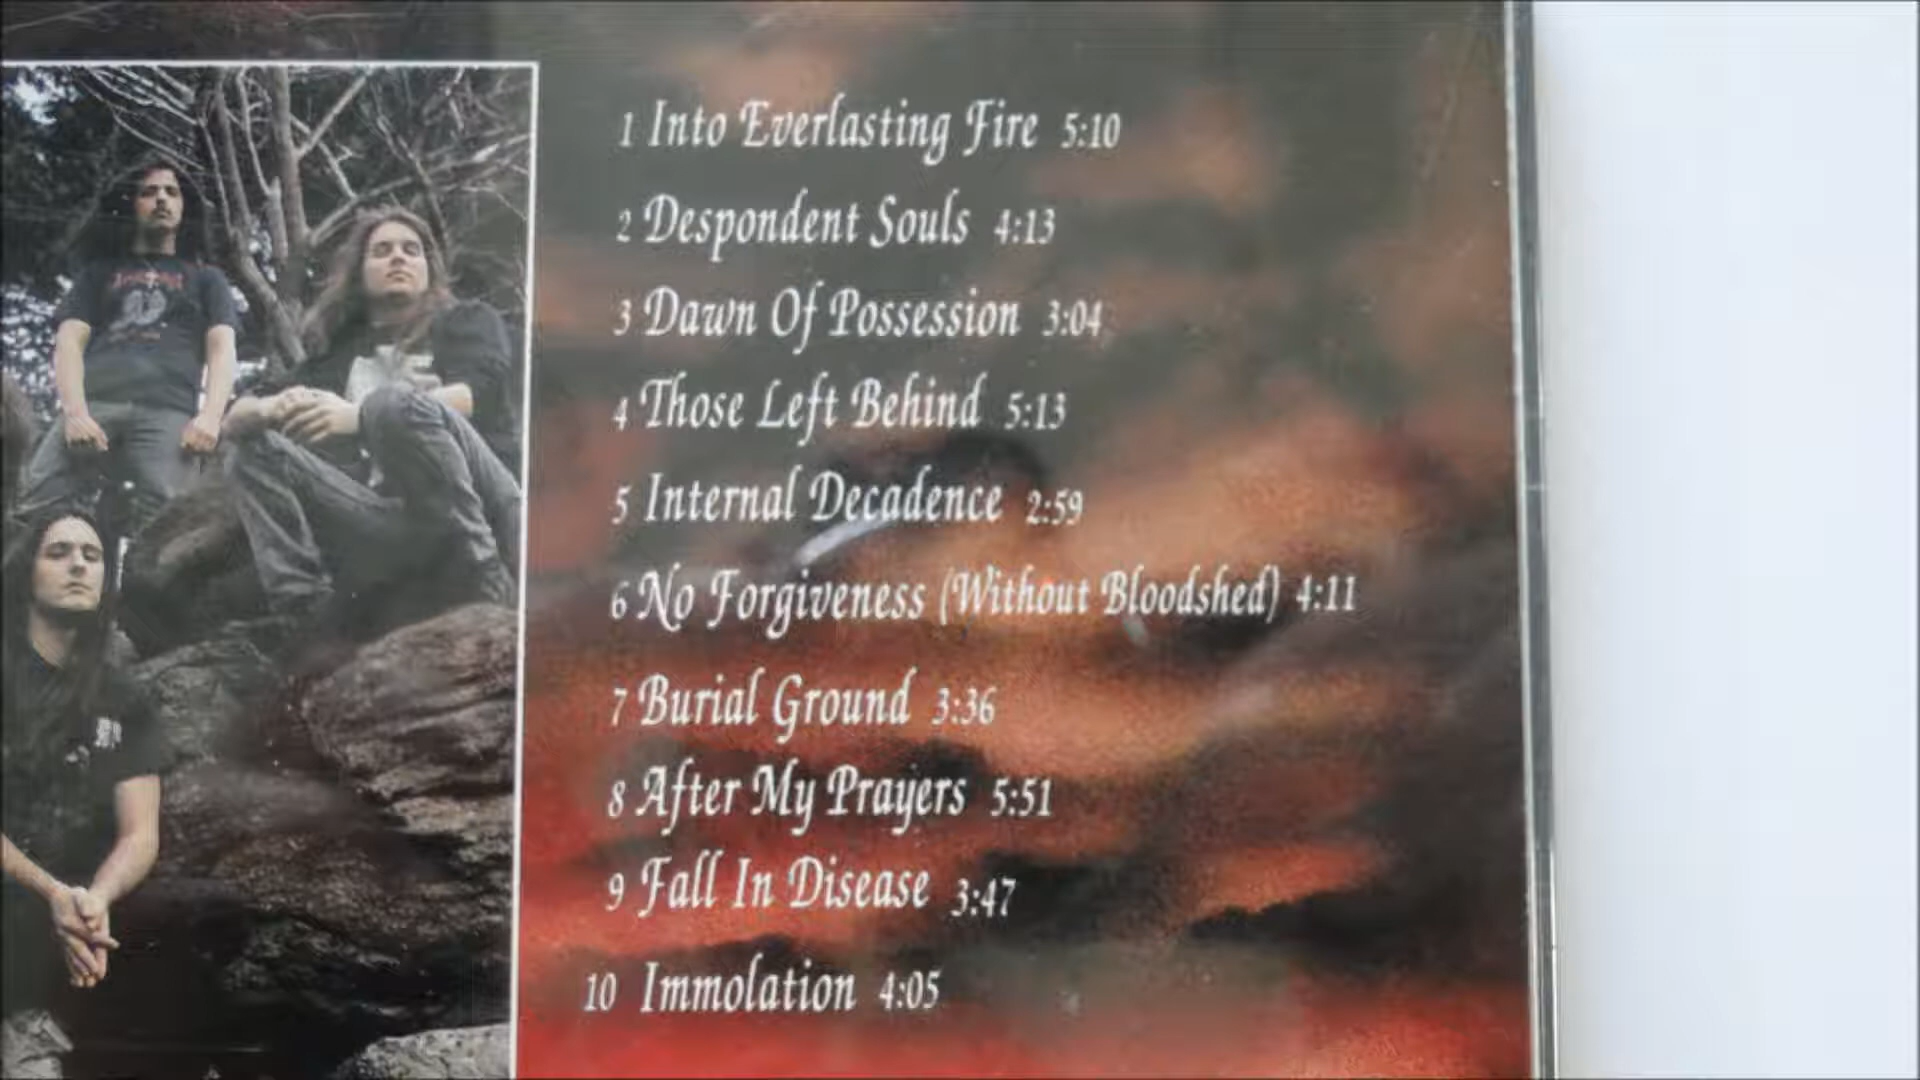 1 Into Everlasting Fire 5:10
2 Despondent Souls 4:13
3 Dawn Of Possession 3:04
4 Those Left Behind 5:13
5 Internal Decadence 2:59
6 No Forgiveness (Without Bloodshed) 4:11
7 Burial Ground 3:36
8 After My Prayers 5:51
9 Fall In Disease 3:47
10 Immolation 4:05